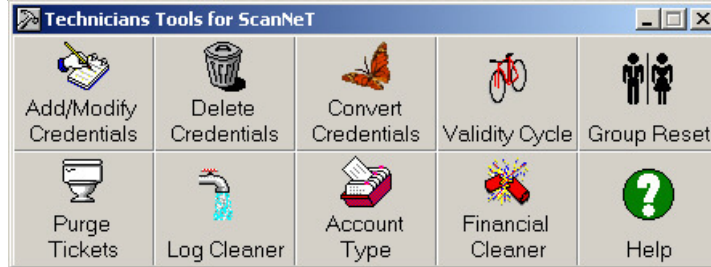 Technicians Tools for ScanNeT
Add/Modify Credentials
Delete Credentials
Convert Credentials
Validity Cycle
Group Reset
Purge Tickets
Log Cleaner
Account Type
Financial Cleaner
?
Help